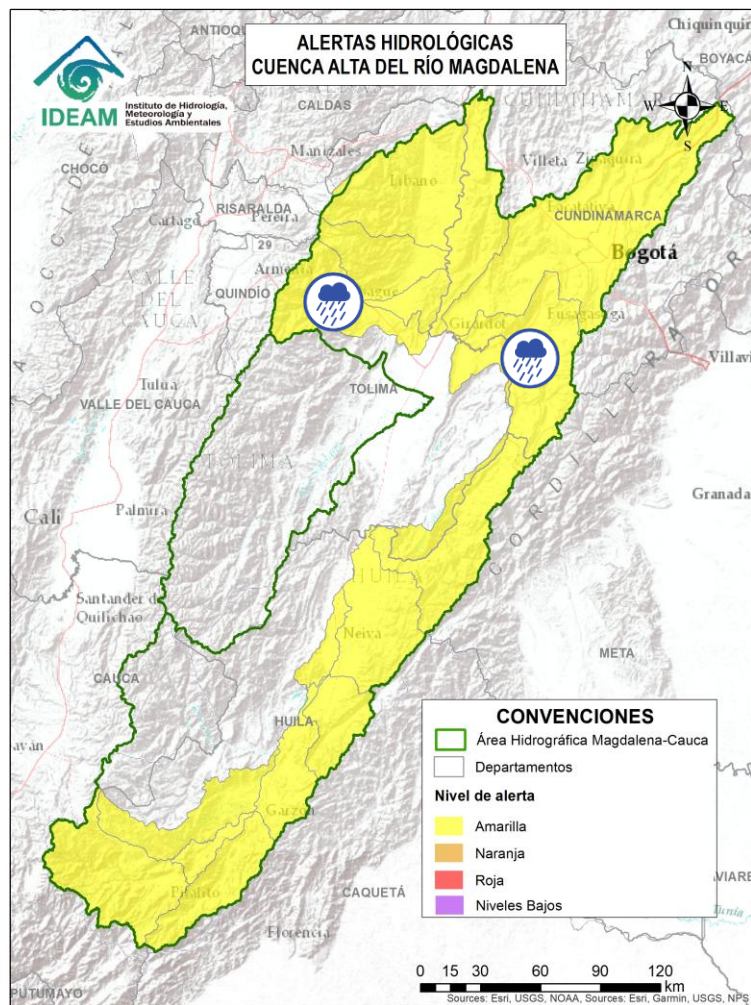 ALERTAS HIDROLÓGICAS
CUENCA ALTA DEL RÍO MAGDALENA
IDEAM
Instituto de Hidrología,
Meteorología y
Estudios Ambientales
N
W E
S
Chiquinquirá
BOYACÁ
CALDAS
Manizales
CHOCÓ
RISARALDA
Pereira
Cartago
29
Armenia
QUINDÍO
Líbano
Villeta
Zipaquirá
Facatativá
CUNDINAMARCA
Bogotá
Fusagasugá
Girardot
VALLE
DEL
CAUCA
Tuluá
VALLE DEL CAUCA
TOLIMA
TOLIMA
Cali
Palmira
Granada
CORDILLERA
Santander de
Quilichao
HUILA
Neiva
META
CAUCA
HUILA
Garzón
Pitalito
CAQUETÁ
Florencia
PUTUMAYO
CONVENCIONES
Área Hidrográfica Magdalena-Cauca
Departamentos
Nivel de alerta
Amarilla
Naranja
Roja
Niveles Bajos
0 15 30 60 90 120
km
Sources: Esri, USGS, NOAA, Sources: Esri, Garmin, USGS,